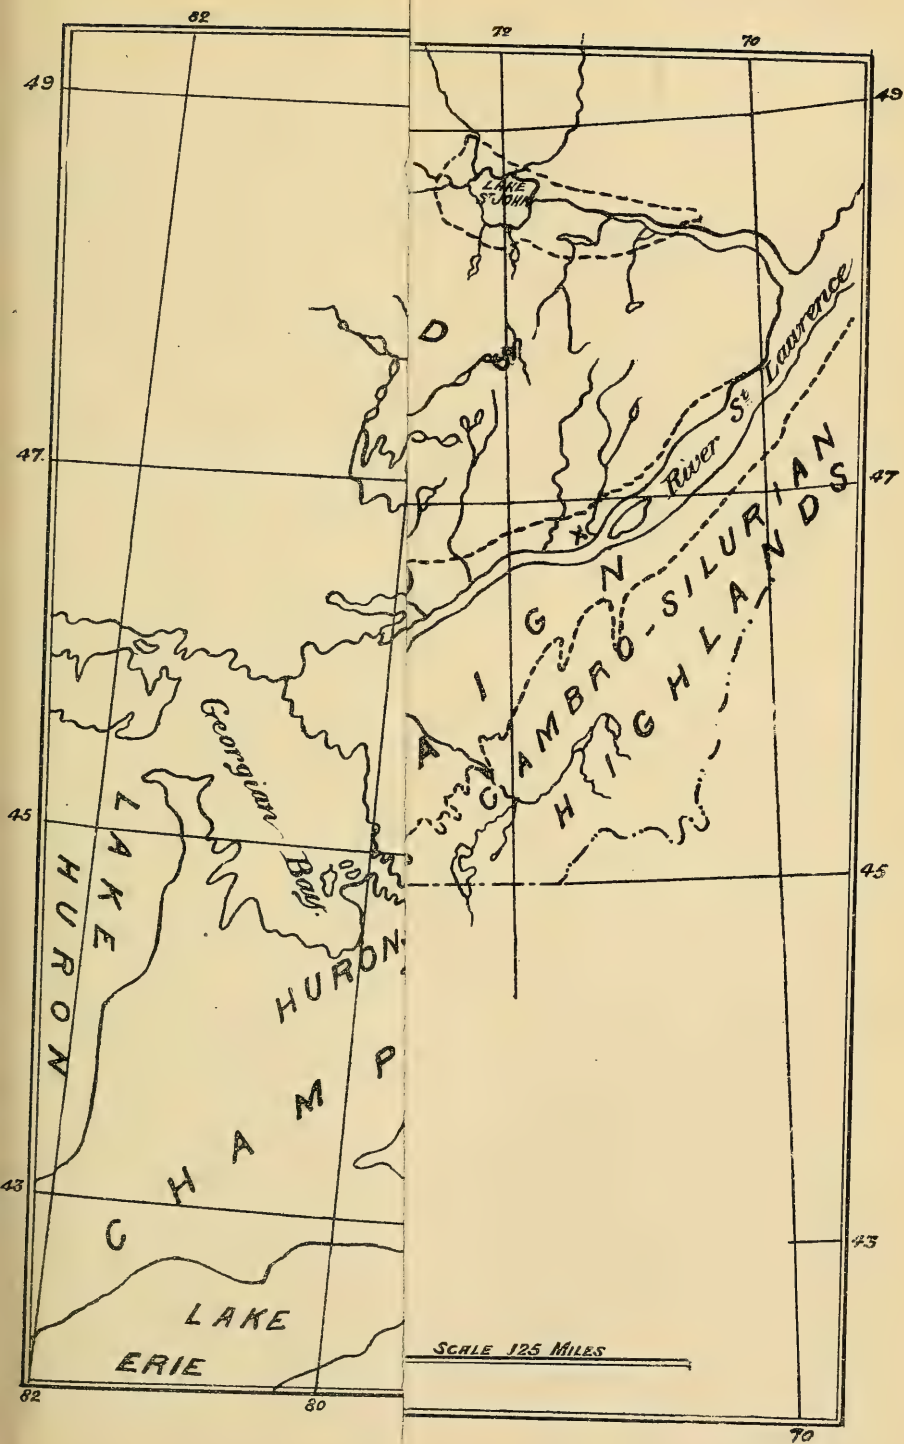 82
72
70
49
49
LAKE
ST JOHN
D
River St Lawrence
47
47
CAMBRO-SILURIAN
HIGHLANDS
A I G N
Georgian Bay.
LAKE
HURON
45
45
HURON
CHAMP
43
43
LAKE
ERIE
SCALE 125 MILES
82
80
70
X